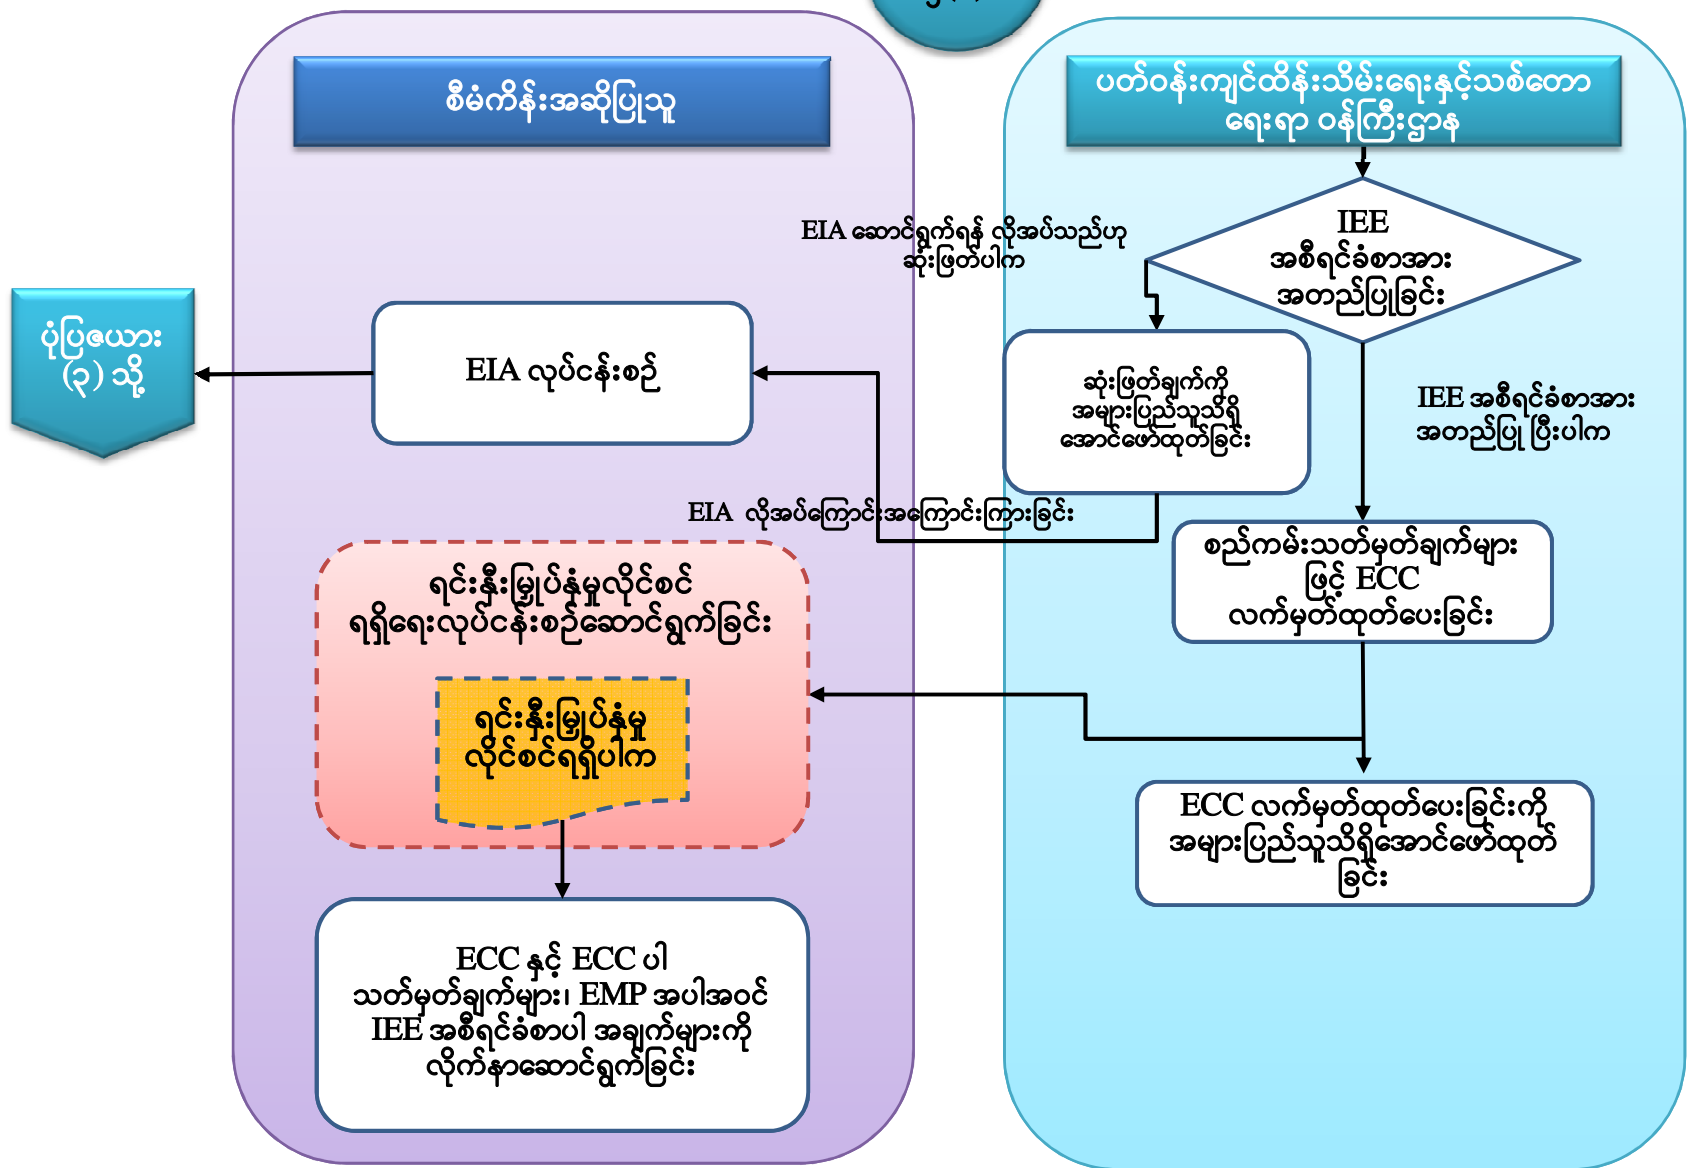 စီမံကိန်းအဆိုပြုသူ
ပတ်ဝန်းကျင်ထိန်းသိမ်းရေးနှင့်သစ်တော
ရေးရာ ဝန်ကြီးဌာန
IEE
အစီရင်ခံစာအား
အတည်ပြုခြင်း
EIA ဆောင်ရွက်ရန် လိုအပ်သည်ဟု
ဆုံးဖြတ်ပါက
ပုံပြဇယား
(၃) သို့
EIA လုပ်ငန်းစဉ်
ဆုံးဖြတ်ချက်ကို
အများပြည်သူသိရှိ
အောင်ဖော်ထုတ်ခြင်း
IEE အစီရင်ခံစာအား
အတည်ပြု ပြီးပါက
EIA လိုအပ်ကြောင်းအကြောင်းကြားခြင်း
စည်ကမ်းသတ်မှတ်ချက်များ
ဖြင့် ECC
လက်မှတ်ထုတ်ပေးခြင်း
ရင်းနှီးမြှုပ်နှံမှုလိုင်စင်
ရရှိရေးလုပ်ငန်းစဉ်ဆောင်ရွက်ခြင်း
ရင်းနှီးမြှုပ်နှံမှု
လိုင်စင်ရရှိပါက
ECC လက်မှတ်ထုတ်ပေးခြင်းကို
အများပြည်သူသိရှိအောင်ဖော်ထုတ်
ခြင်း
ECC နှင့် ECC ပါ
သတ်မှတ်ချက်များ၊ EMP အပါအဝင်
IEE အစီရင်ခံစာပါ အချက်များကို
လိုက်နာဆောင်ရွက်ခြင်း